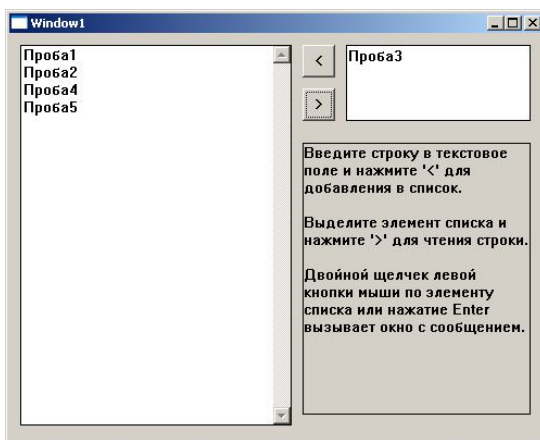 Window1
Проба1
Проба2
Проба4
Проба5
<
>
Проба3
Введите строку в текстовое
поле и нажмите '<' для
добавления в список.
Выделите элемент списка и
нажмите '>' для чтения строки.
Двойной щелчек левой
кнопки мыши по элементу
списка или нажатие Enter
вызывает окно с сообщением.